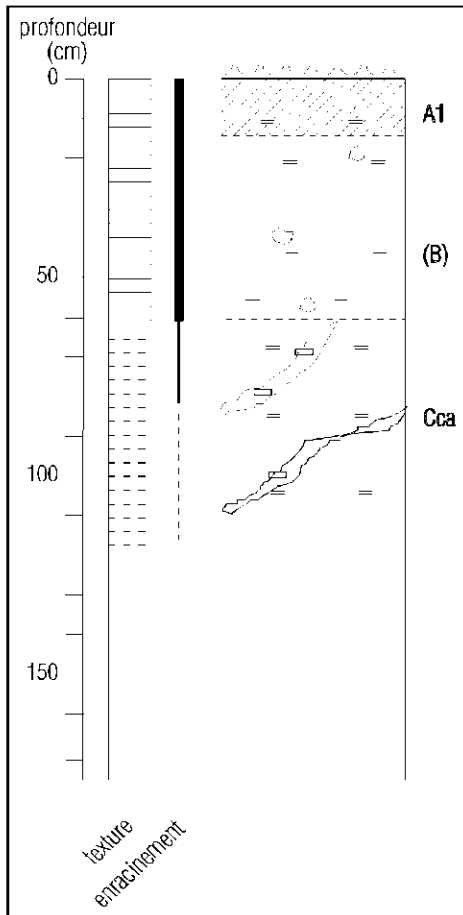 profondeur
(cm)
0
A1
(B)
50
Cca
100
150
texture
enracinement